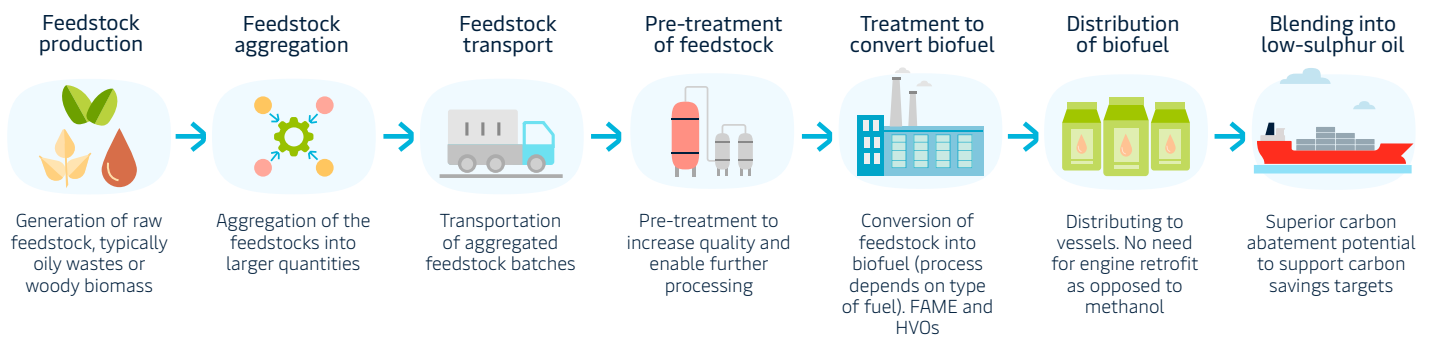 Feedstock
production
Generation of raw
feedstock, typically
oily wastes or
woody biomass
Feedstock
aggregation
Aggregation of the
feedstocks into
larger quantities
Feedstock
transport
Transportation
of aggregated
feedstock batches
Pre-treatment
of feedstock
Pre-treatment to
increase quality and
enable further
processing
Treatment to
convert biofuel
Conversion of
feedstock into
biofuel (process
depends on type
of fuel). FAME and
HVOs
Distribution
of biofuel
Distributing to
vessels. No need
for engine retrofit
as opposed to
methanol
Blending into
low-sulphur oil
Superior carbon
abatement potential
to support carbon
savings targets